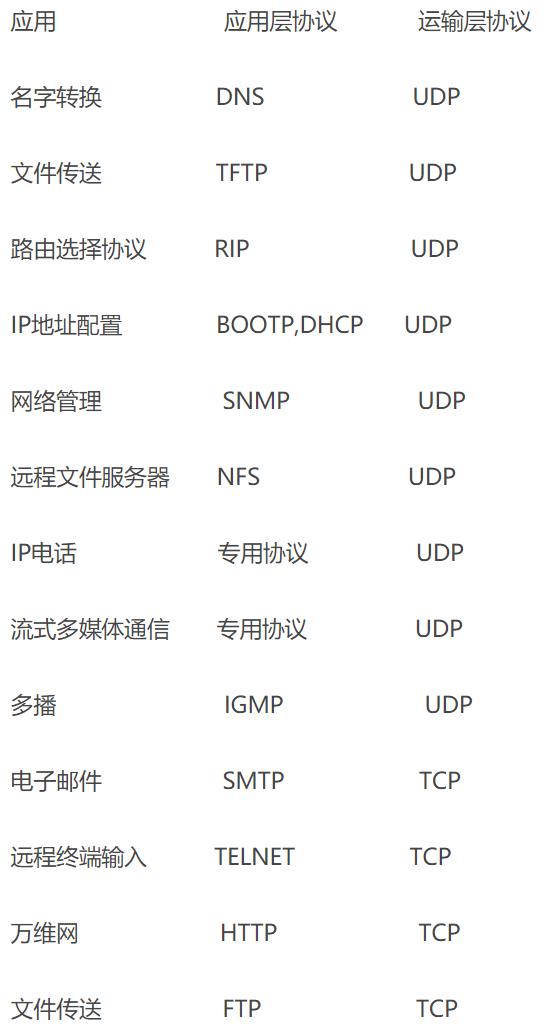 应用 应用层协议 运输层协议
名字转换 DNS UDP
文件传送 TFTP UDP
路由选择协议 RIP UDP
IP地址配置 BOOTP,DHCP UDP
网络管理 SNMP UDP
远程文件服务器 NFS UDP
IP电话 专用协议 UDP
流式多媒体通信 专用协议 UDP
多播 IGMP UDP
电子邮件 SMTP TCP
远程终端输入 TELNET TCP
万维网 HTTP TCP
文件传送 FTP TCP